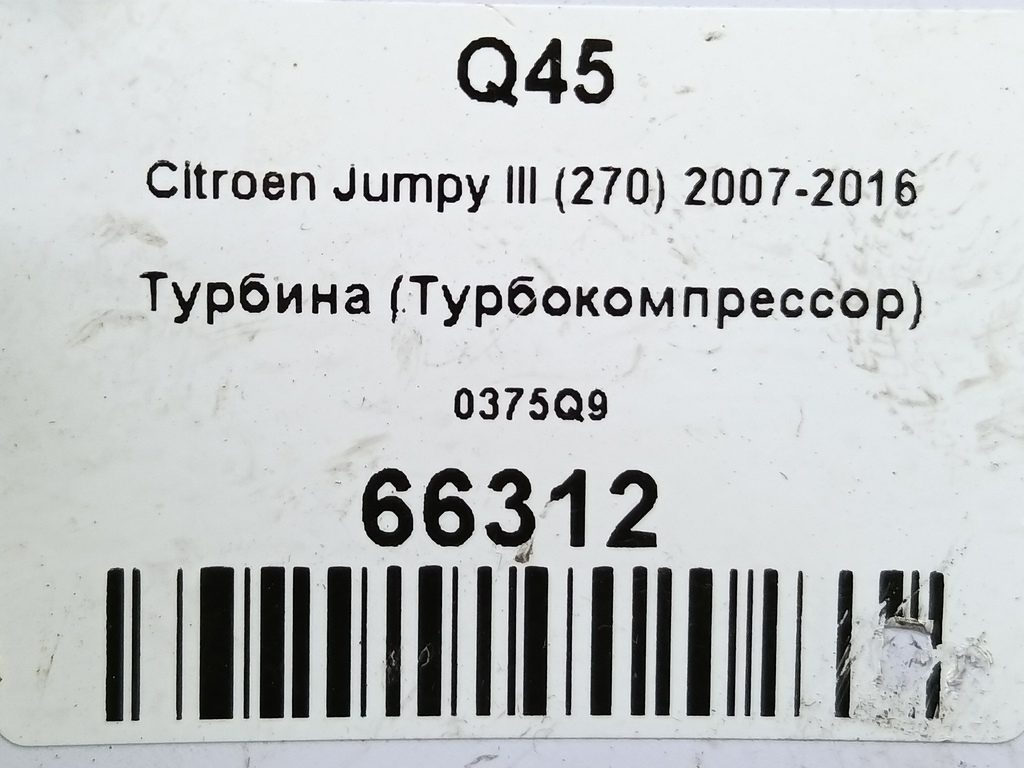 Q45
Citroen Jumpy III (270) 2007-2016
Турбина (Турбокомпрессор)
0375Q9
66312